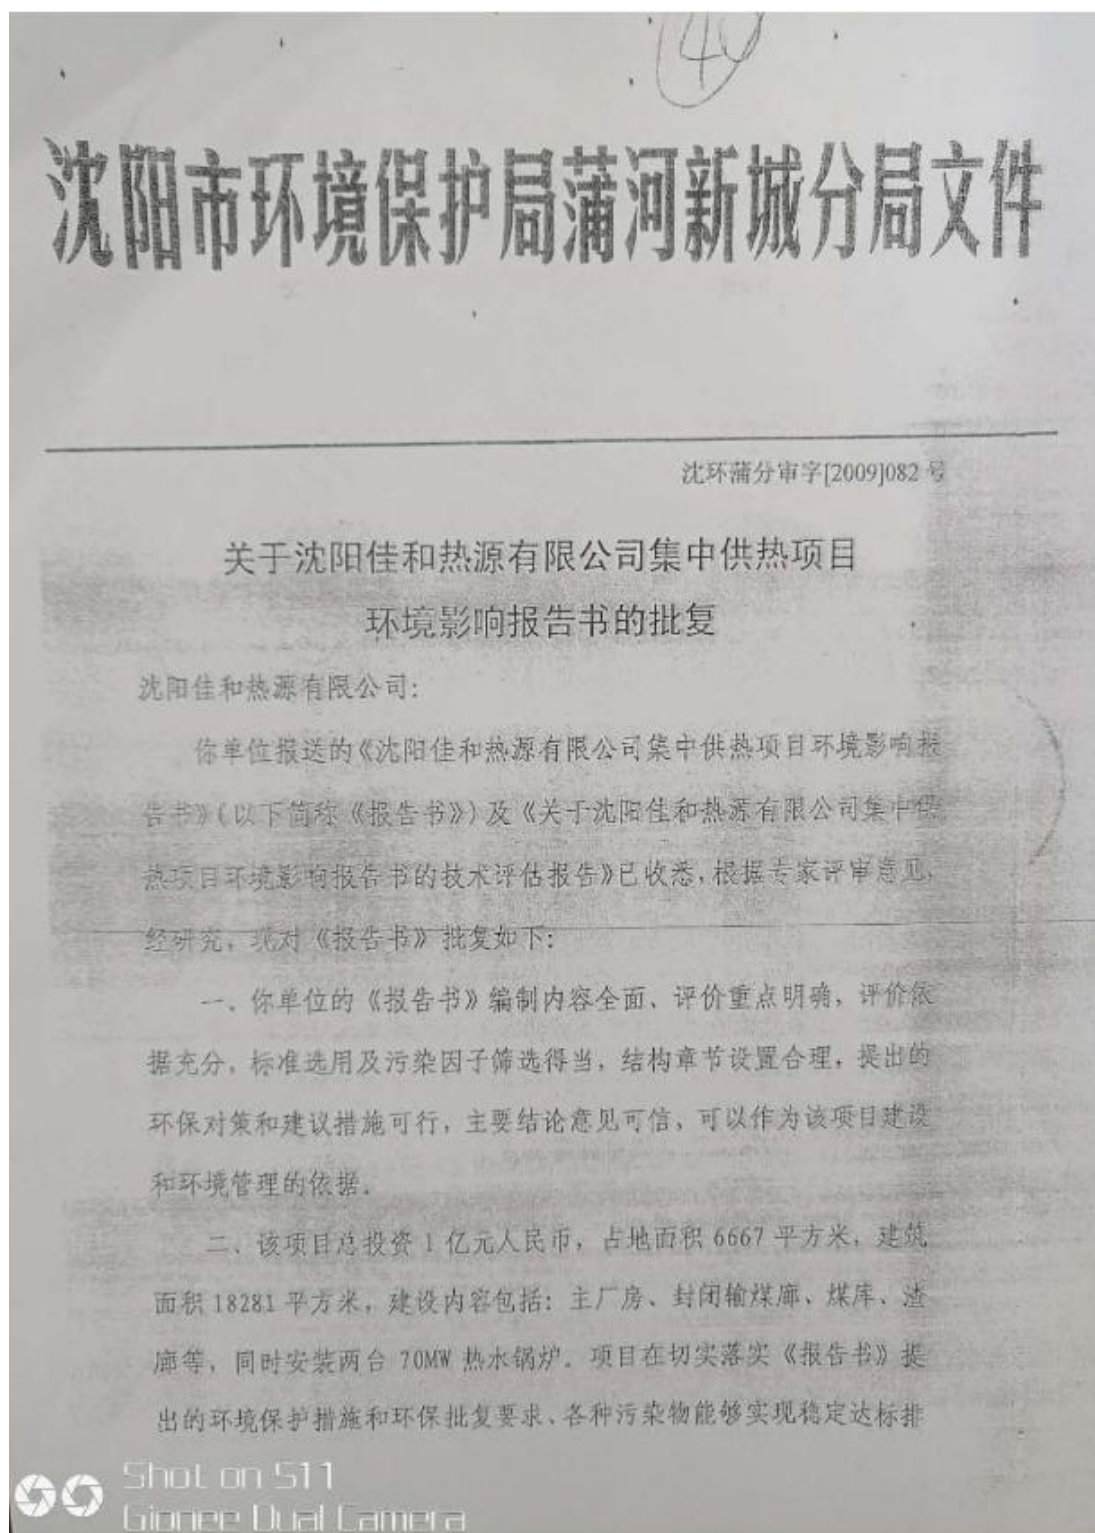 沈阳市环境保护局蒲河新城分局文件
沈环蒲分审字[2009]082 号
关于沈阳佳和热源有限公司集中供热项目
环境影响报告书的批复
沈阳佳和热源有限公司：
你单位报送的《沈阳佳和热源有限公司集中供热项目环境影响报
告书》(以下简称《报告书》)及《关于沈阳佳和热源有限公司集中供
热项目环境影响报告书的技术评估报告》已收悉，根据专家评审意见，
经研究，现对《报告书》批复如下：
一、你单位的《报告书》编制内容全面、评价重点明确，评价依
据充分，标准选用及污染因子筛选得当，结构章节设置合理，提出的
环保对策和建议措施可行，主要结论意见可信，可以作为该项目建设
和环境管理的依据。
二、该项目总投资 1 亿元人民币，占地面积 6667 平方米，建筑
面积 18281 平方米，建设内容包括：主厂房、封闭输煤廊、煤库、渣
廊等，同时安装两台 70MW 热水锅炉。项目在切实落实《报告书》提
出的环境保护措施和环保批复要求、各种污染物能够实现稳定达标排
Shot on S11
Gionee Dual Camera